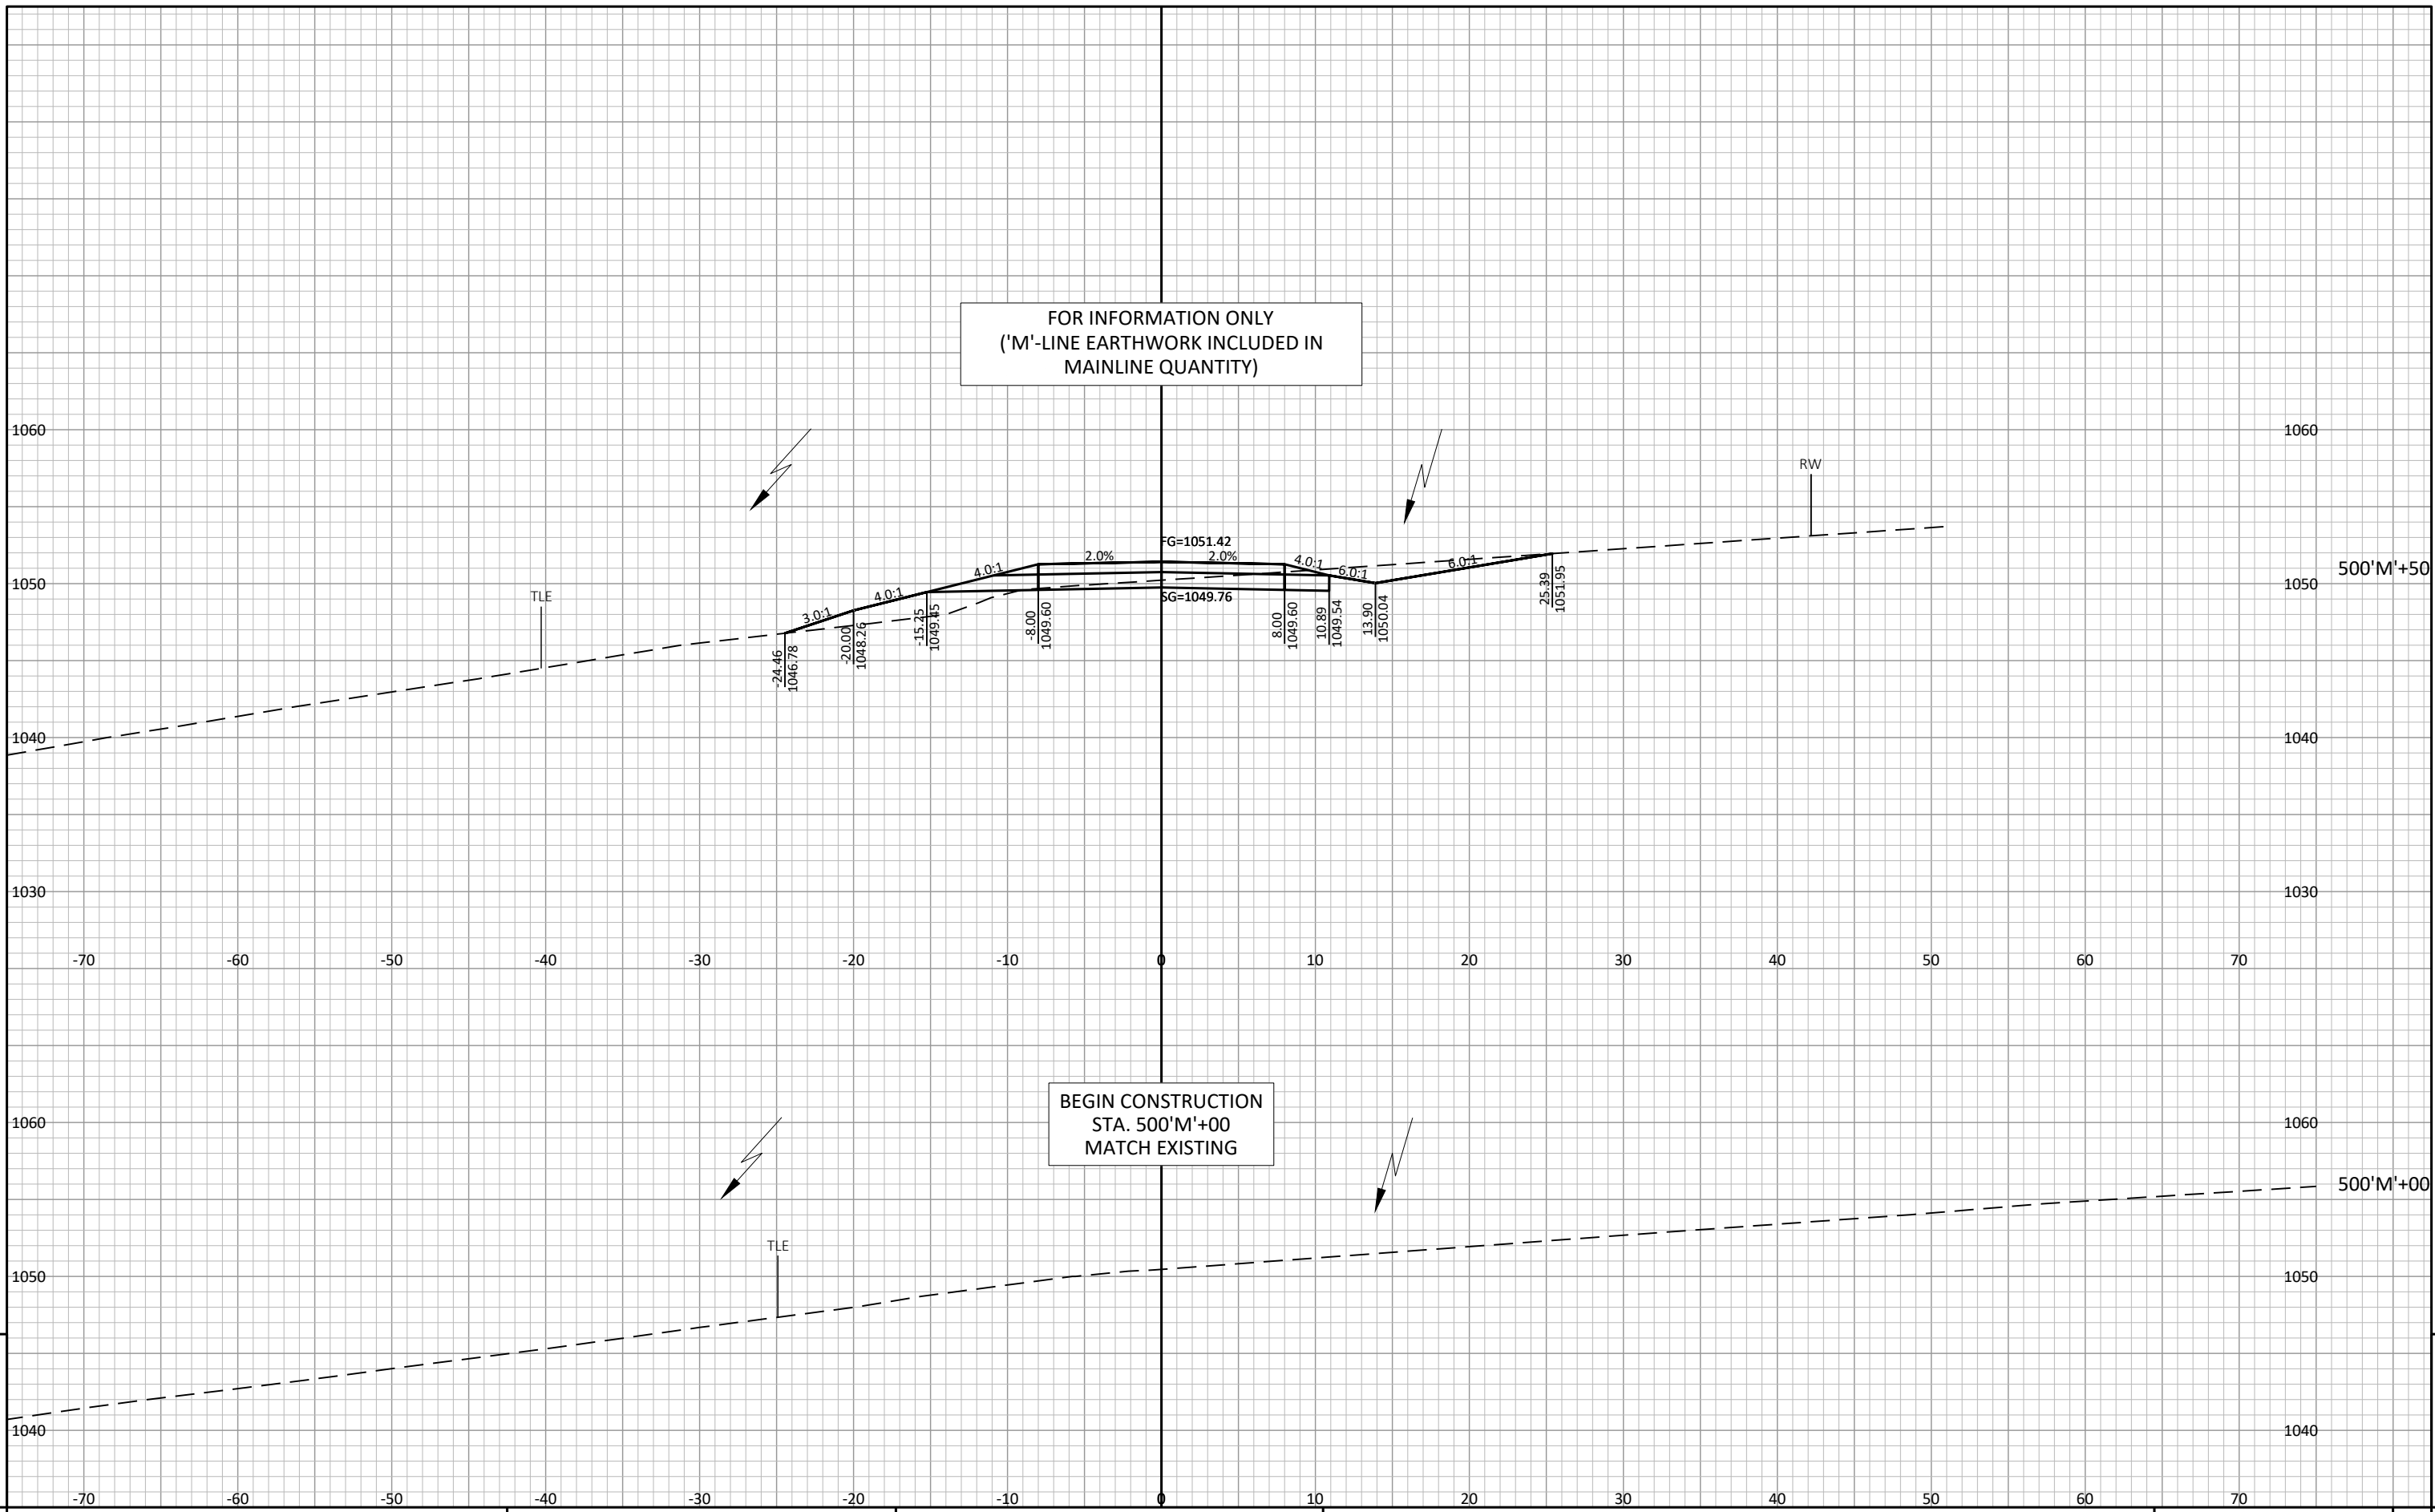 FOR INFORMATION ONLY
('M'-LINE EARTHWORK INCLUDED IN
MAINLINE QUANTITY)
1060
1060
RW
FG=1051.42
2.0%
2.0%
4.0:1
4.0:1
6.0:1
6.0:1
4.0:1
3.0:1
1050
1050
500'M'+50
TLE
SG=1049.76
-24.46
1046.78
-20.00
1048.26
-15.25
1049.45
-8.00
1049.60
8.00
1049.60
10.89
1049.54
13.90
1050.04
25.39
1051.95
1040
1040
1030
1030
-70 -60 -50 -40 -30 -20 -10 0 10 20 30 40 50 60 70
BEGIN CONSTRUCTION
STA. 500'M'+00
MATCH EXISTING
1060
1060
500'M'+00
TLE
1050
1050
1040
1040
-70 -60 -50 -40 -30 -20 -10 0 10 20 30 40 50 60 70